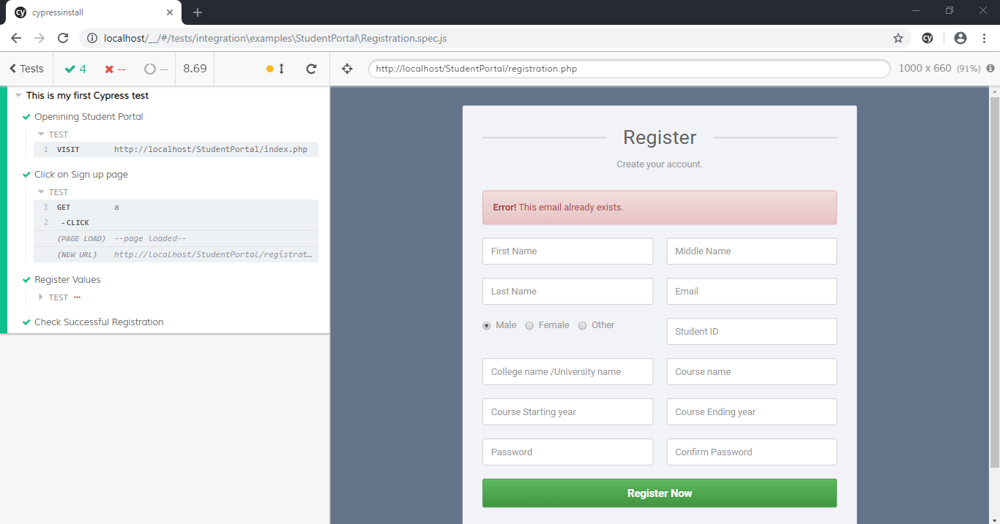 cypressinstall
localhost/__/#/tests/integration\examples\StudentPortal\Registration.spec.js
Tests 4 -- -- 8.69
http://localhost/StudentPortal/registration.php 1000 x 660 (91%)
This is my first Cypress test
Openining Student Portal
TEST
1 VISIT http://localhost/StudentPortal/index.php
Click on Sign up page
TEST
1 GET a
2 - CLICK
(PAGE LOAD) --page loaded--
(NEW URL) http://localhost/StudentPortal/registrat…
Register Values
TEST •••
Check Successful Registration
Register
Create your account.
Error! This email already exists.
First Name Middle Name
Last Name Email
Male Female Other Student ID
College name /University name Course name
Course Starting year Course Ending year
Password Confirm Password
Register Now